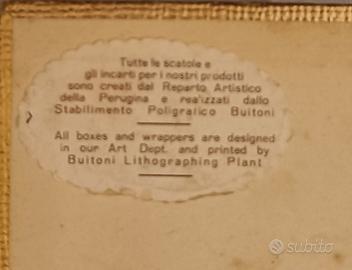 Tutte le scatole e
gli incarti per i nostri prodotti
sono creati dal Reparto Artistico
della Perugina e realizzati dallo
Stabilimento Poligrafico Buitoni
All boxes and wrappers are designed
in our Art Dept. and printed by
Buitoni Lithographing Plant
subito